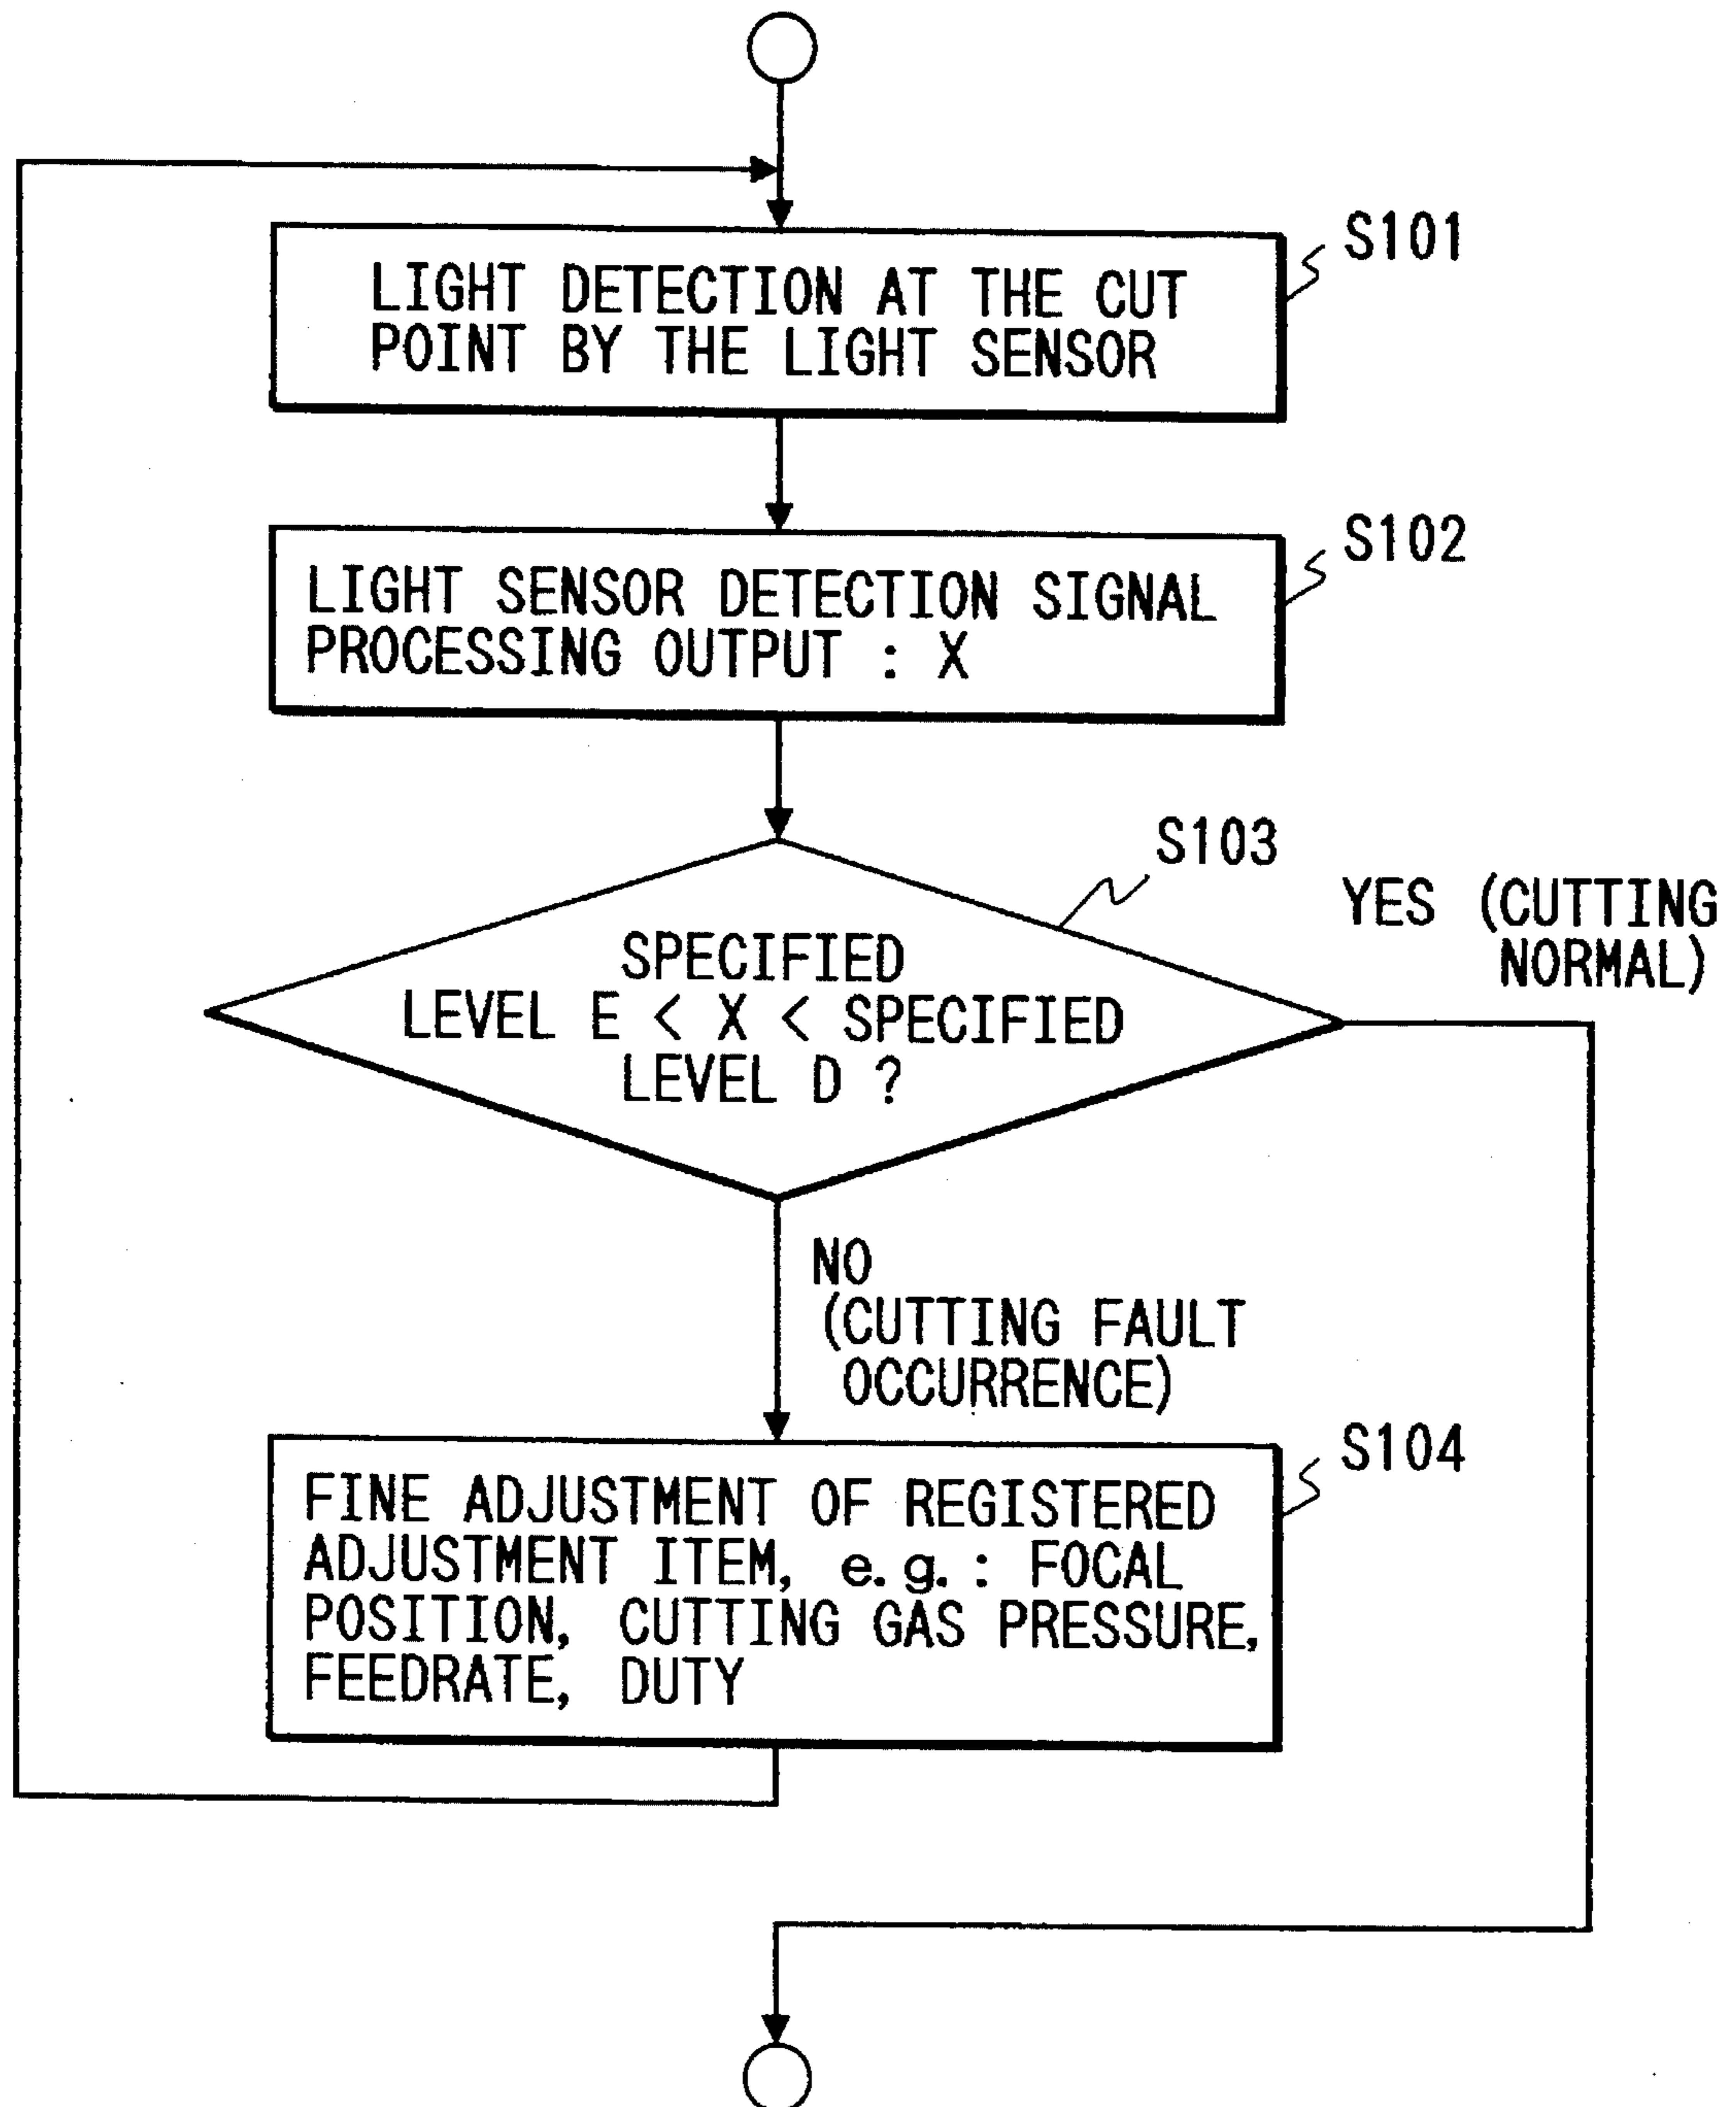 S101
LIGHT DETECTION AT THE CUT
POINT BY THE LIGHT SENSOR
S102
LIGHT SENSOR DETECTION SIGNAL
PROCESSING OUTPUT : X
S103
YES (CUTTING
NORMAL)
SPECIFIED
LEVEL E < X < SPECIFIED
LEVEL D ?
NO
(CUTTING FAULT
OCCURRENCE)
S104
FINE ADJUSTMENT OF REGISTERED
ADJUSTMENT ITEM, e.g.: FOCAL
POSITION, CUTTING GAS PRESSURE,
FEEDRATE, DUTY